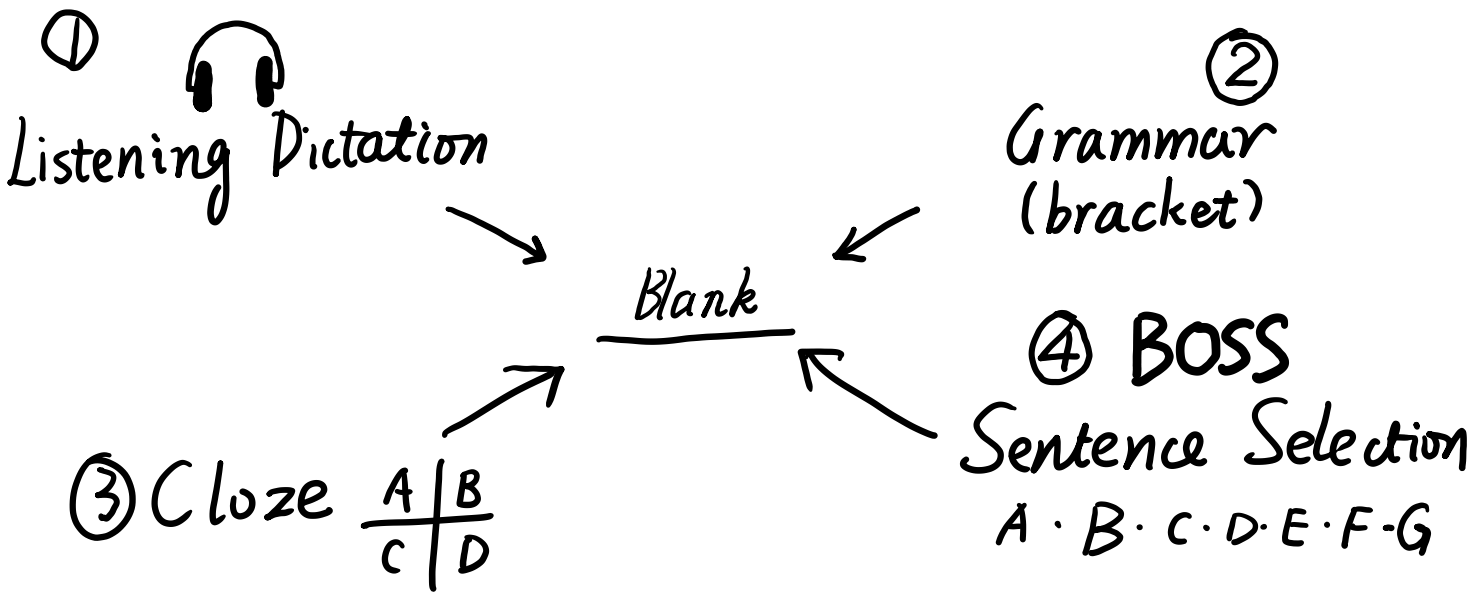 ①
Listening Dictation
②
Grammar
(bracket)
Blank
③ Cloze
A B
C D
④ BOSS
Sentence Selection
A · B · C · D · E · F · G